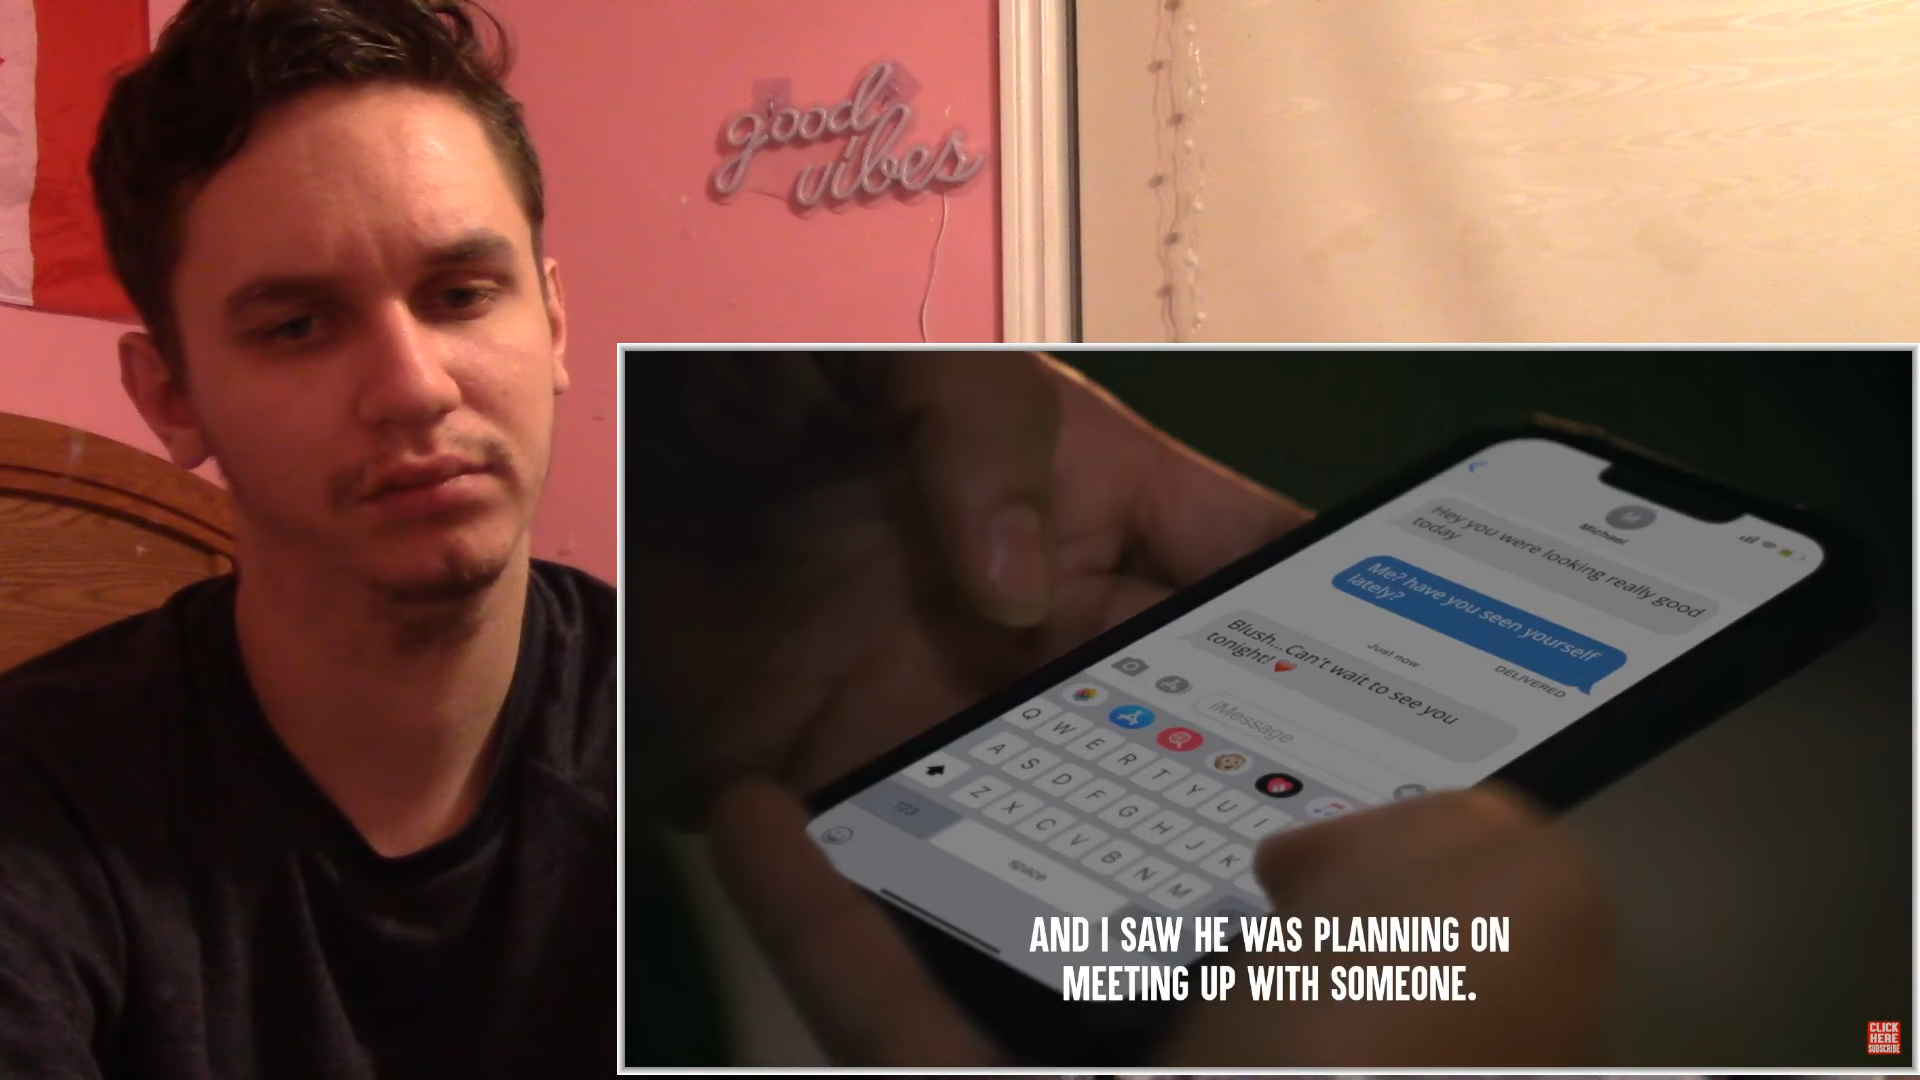 good
vibes
Michael
Hey you were looking really good
today
Me? have you seen yourself
lately?
Just now
DELIVERED
Blush...Can't wait to see you
tonight! ❤️
iMessage
Q W E R T Y U I
A S D F G H J K
Z X C V B N M
123
space
AND I SAW HE WAS PLANNING ON
MEETING UP WITH SOMEONE.
CLICK
HERE
SUBSCRIBE